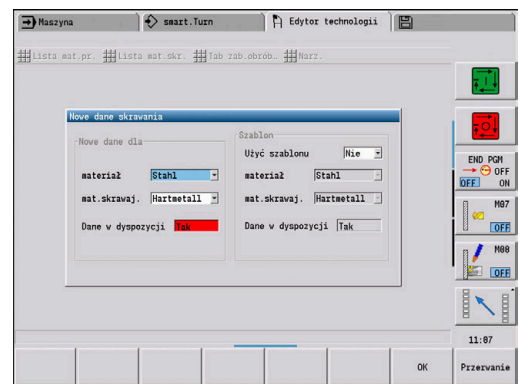 Maszyna
smart.Turn
Edytor technologii
Lista mat.pr.
Lista mat.skr.
Tab zab.obrób…
Narz.
Nowe dane skrawania
Nowe dane dla
materiał Stahl
mat.skrawaj. Hartmetall
Dane w dyspozycji Tak
Szablon
Użyć szablonu Nie
materiał Stahl
mat.skrawaj. Hartmetall
Dane w dyspozycji Tak
END PGM
OFF
OFF ON
M07
OFF
M08
OFF
11:07
OK
Przerwanie